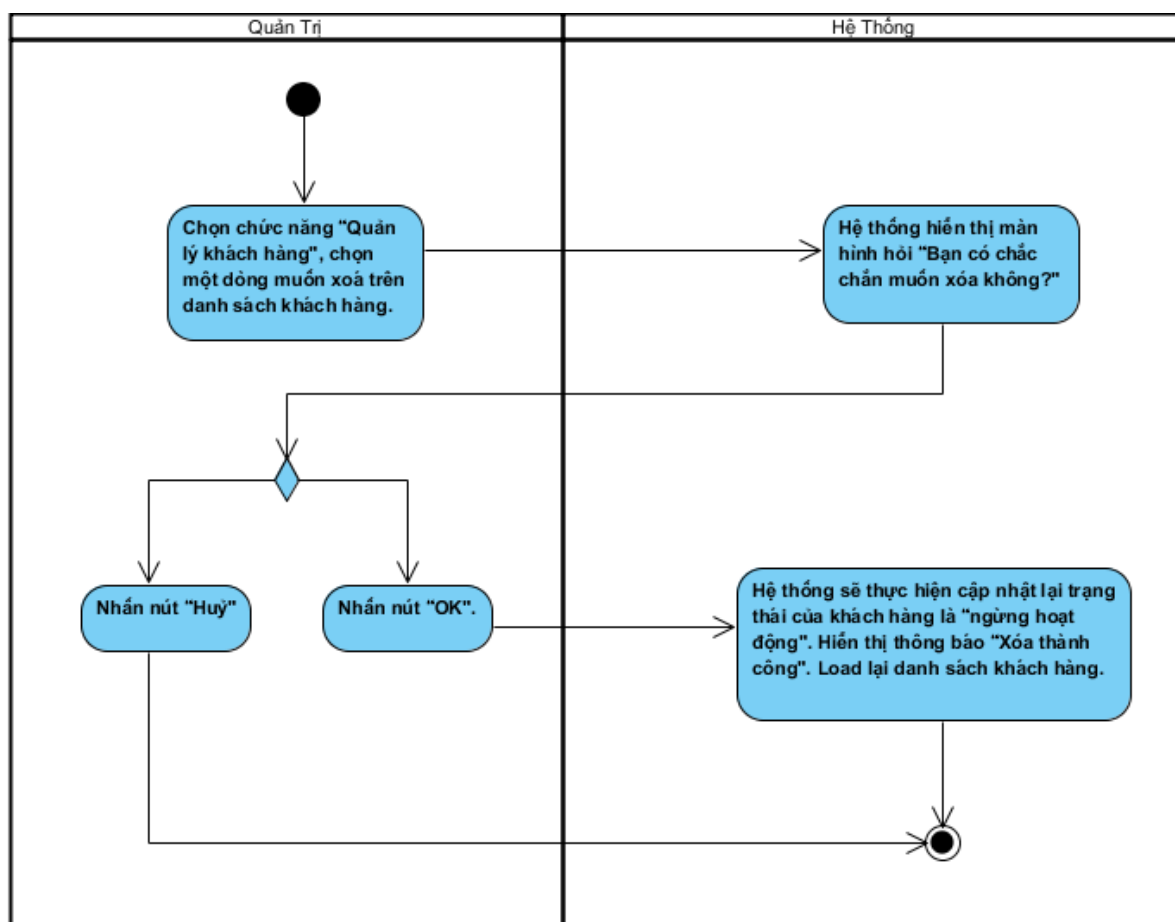 Quản Trị
Hệ Thống
Chọn chức năng "Quản
lý khách hàng", chọn
một dòng muốn xoá trên
danh sách khách hàng.
Hệ thống hiển thị màn
hình hỏi "Bạn có chắc
chắn muốn xóa không?"
Nhấn nút "Huỷ"
Nhấn nút "OK".
Hệ thống sẽ thực hiện cập nhật lại trạng
thái của khách hàng là "ngừng hoạt
động". Hiển thị thông báo "Xóa thành
công". Load lại danh sách khách hàng.